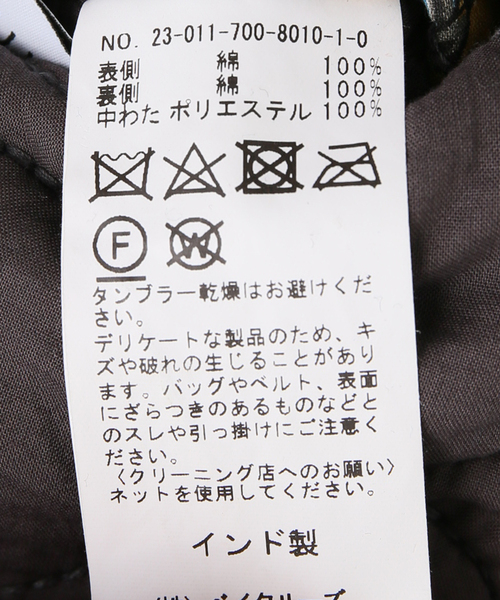 NO. 23-011-700-8010-1-0
表側 綿 100%
裏側 綿 100%
中わた ポリエステル 100%
F
W
タンブラー乾燥はお避けくだ
さい。
デリケートな製品のため、キ
ズや破れの生じることがあり
ます。バッグやベルト、表面
にざらつきのあるものなどと
のスレや引っ掛けにご注意く
ださい。
〈クリーニング店へのお願い〉
ネットを使用してください。
インド製